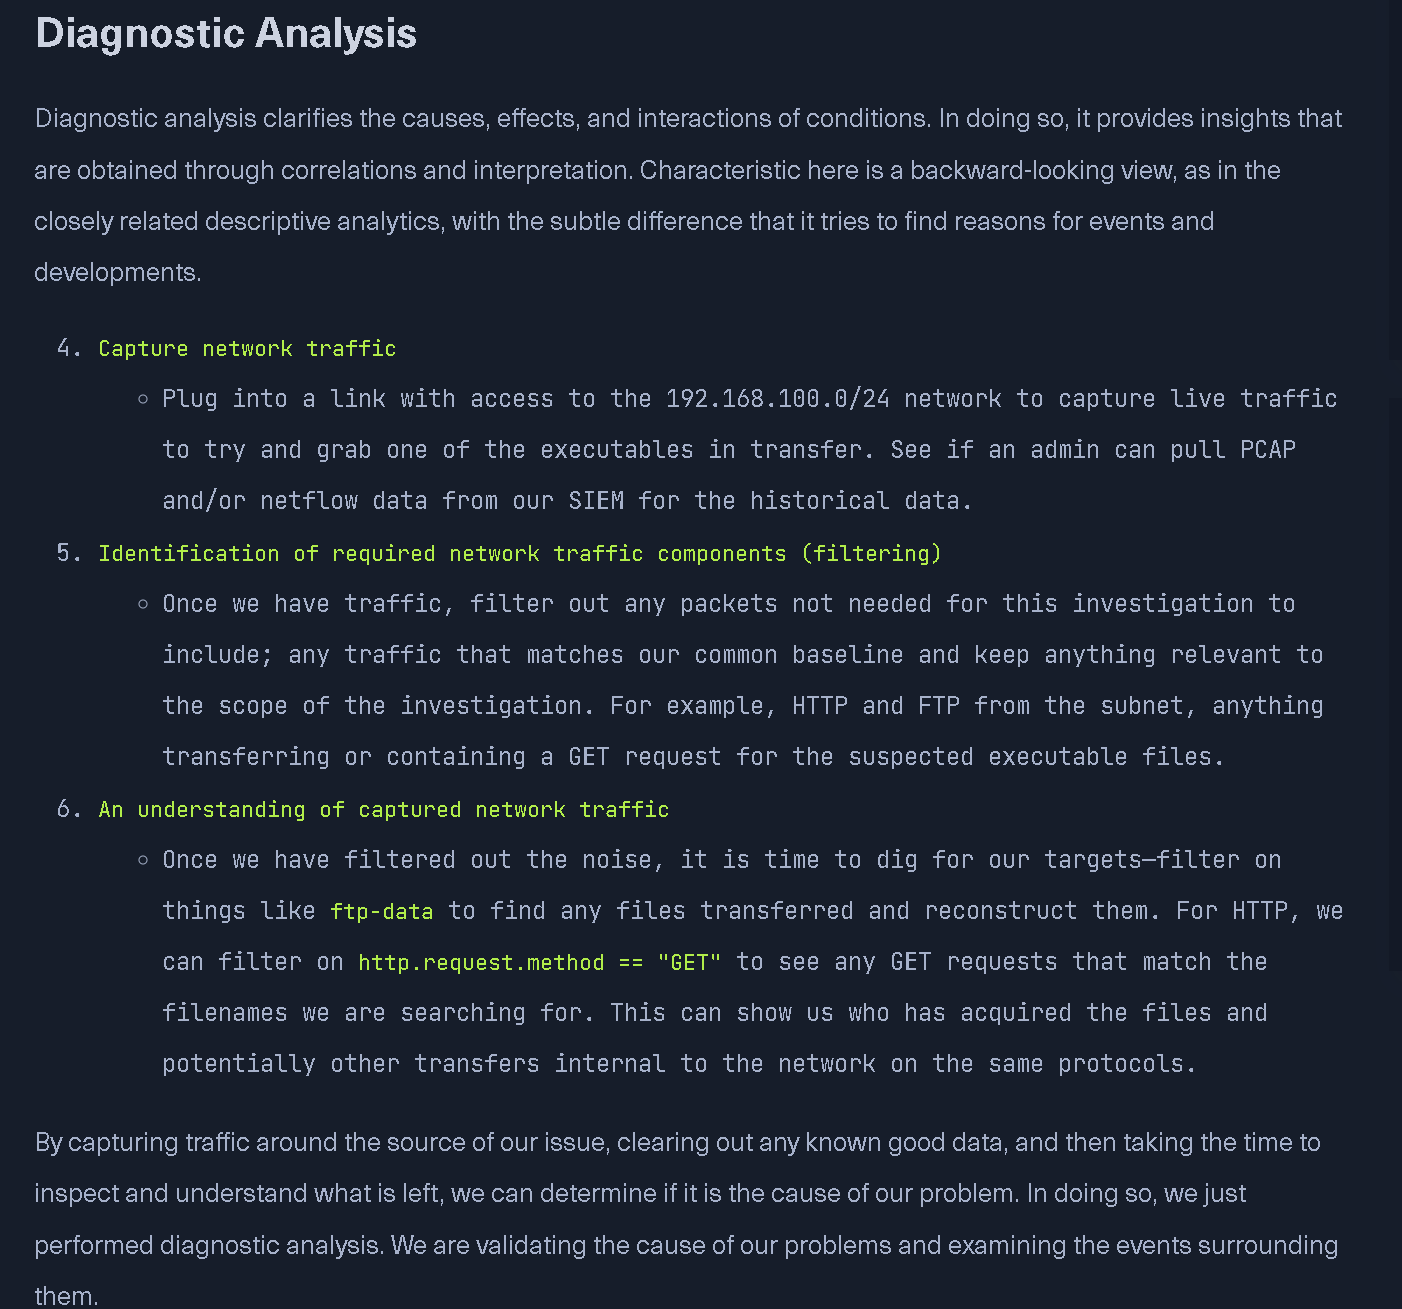 Diagnostic Analysis
Diagnostic analysis clarifies the causes, effects, and interactions of conditions. In doing so, it provides insights that
are obtained through correlations and interpretation. Characteristic here is a backward-looking view, as in the
closely related descriptive analytics, with the subtle difference that it tries to find reasons for events and
developments.
4. Capture network traffic
○ Plug into a link with access to the 192.168.100.0/24 network to capture live traffic
to try and grab one of the executables in transfer. See if an admin can pull PCAP
and/or netflow data from our SIEM for the historical data.
5. Identification of required network traffic components (filtering)
○ Once we have traffic, filter out any packets not needed for this investigation to
include; any traffic that matches our common baseline and keep anything relevant to
the scope of the investigation. For example, HTTP and FTP from the subnet, anything
transferring or containing a GET request for the suspected executable files.
6. An understanding of captured network traffic
○ Once we have filtered out the noise, it is time to dig for our targets—filter on
things like ftp-data to find any files transferred and reconstruct them. For HTTP, we
can filter on http.request.method == "GET" to see any GET requests that match the
filenames we are searching for. This can show us who has acquired the files and
potentially other transfers internal to the network on the same protocols.
By capturing traffic around the source of our issue, clearing out any known good data, and then taking the time to
inspect and understand what is left, we can determine if it is the cause of our problem. In doing so, we just
performed diagnostic analysis. We are validating the cause of our problems and examining the events surrounding
them.